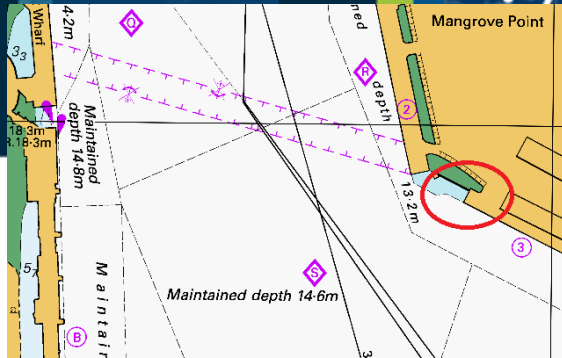 Wharf
4·2m
Q
ned
Mangrove Point
3₃
R
depth
2
18·3m
R.18·3m
Maintained
depth 14·8m
13·2m
3
S
5₇
Maintained depth 14·6m
Maintai
B
3